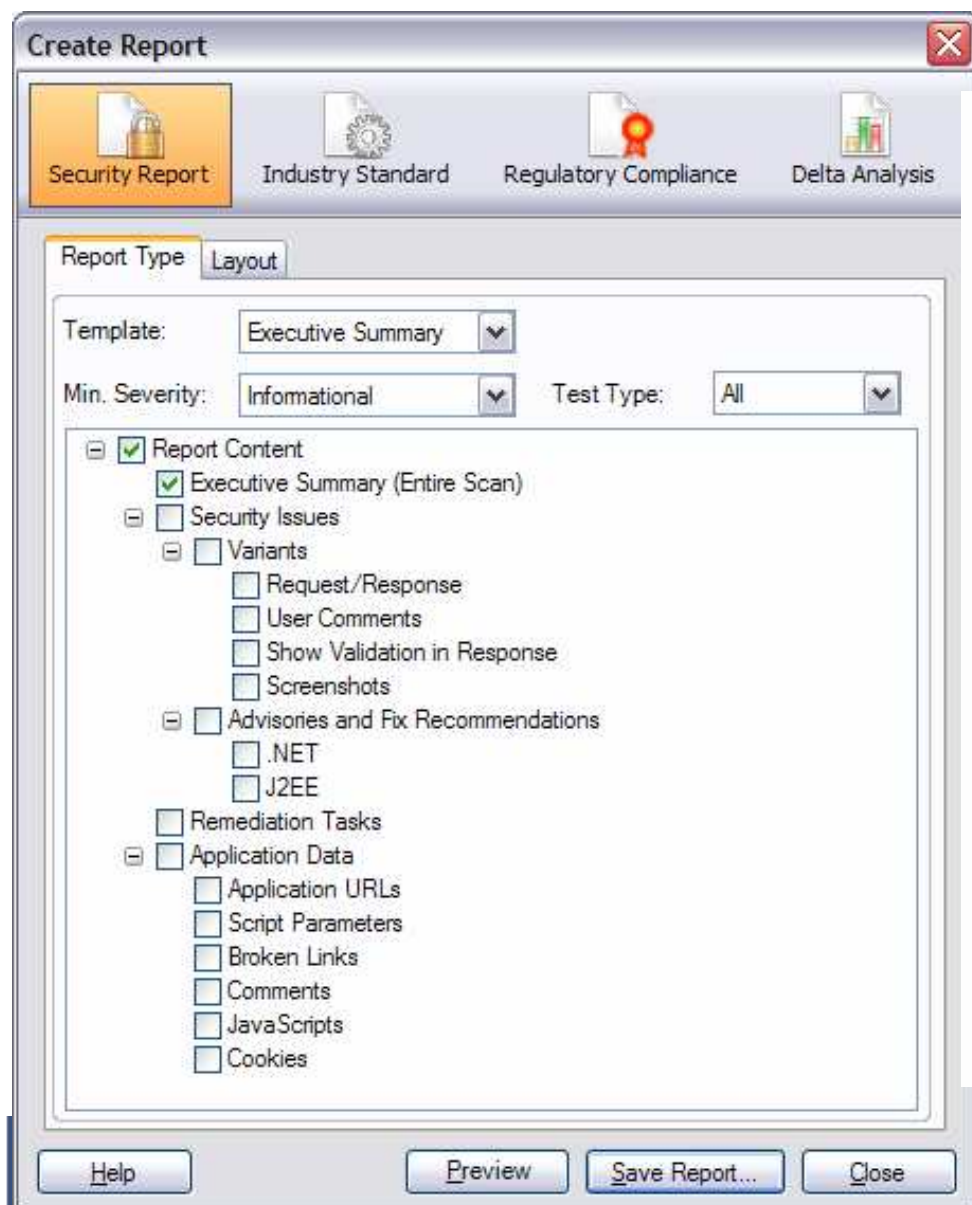 Create Report
Security Report Industry Standard Regulatory Compliance Delta Analysis
Report Type Layout
Template: Executive Summary
Min. Severity: Informational Test Type: All
Report Content
Executive Summary (Entire Scan)
Security Issues
Variants
Request/Response
User Comments
Show Validation in Response
Screenshots
Advisories and Fix Recommendations
.NET
J2EE
Remediation Tasks
Application Data
Application URLs
Script Parameters
Broken Links
Comments
JavaScripts
Cookies
Help Preview Save Report... Close